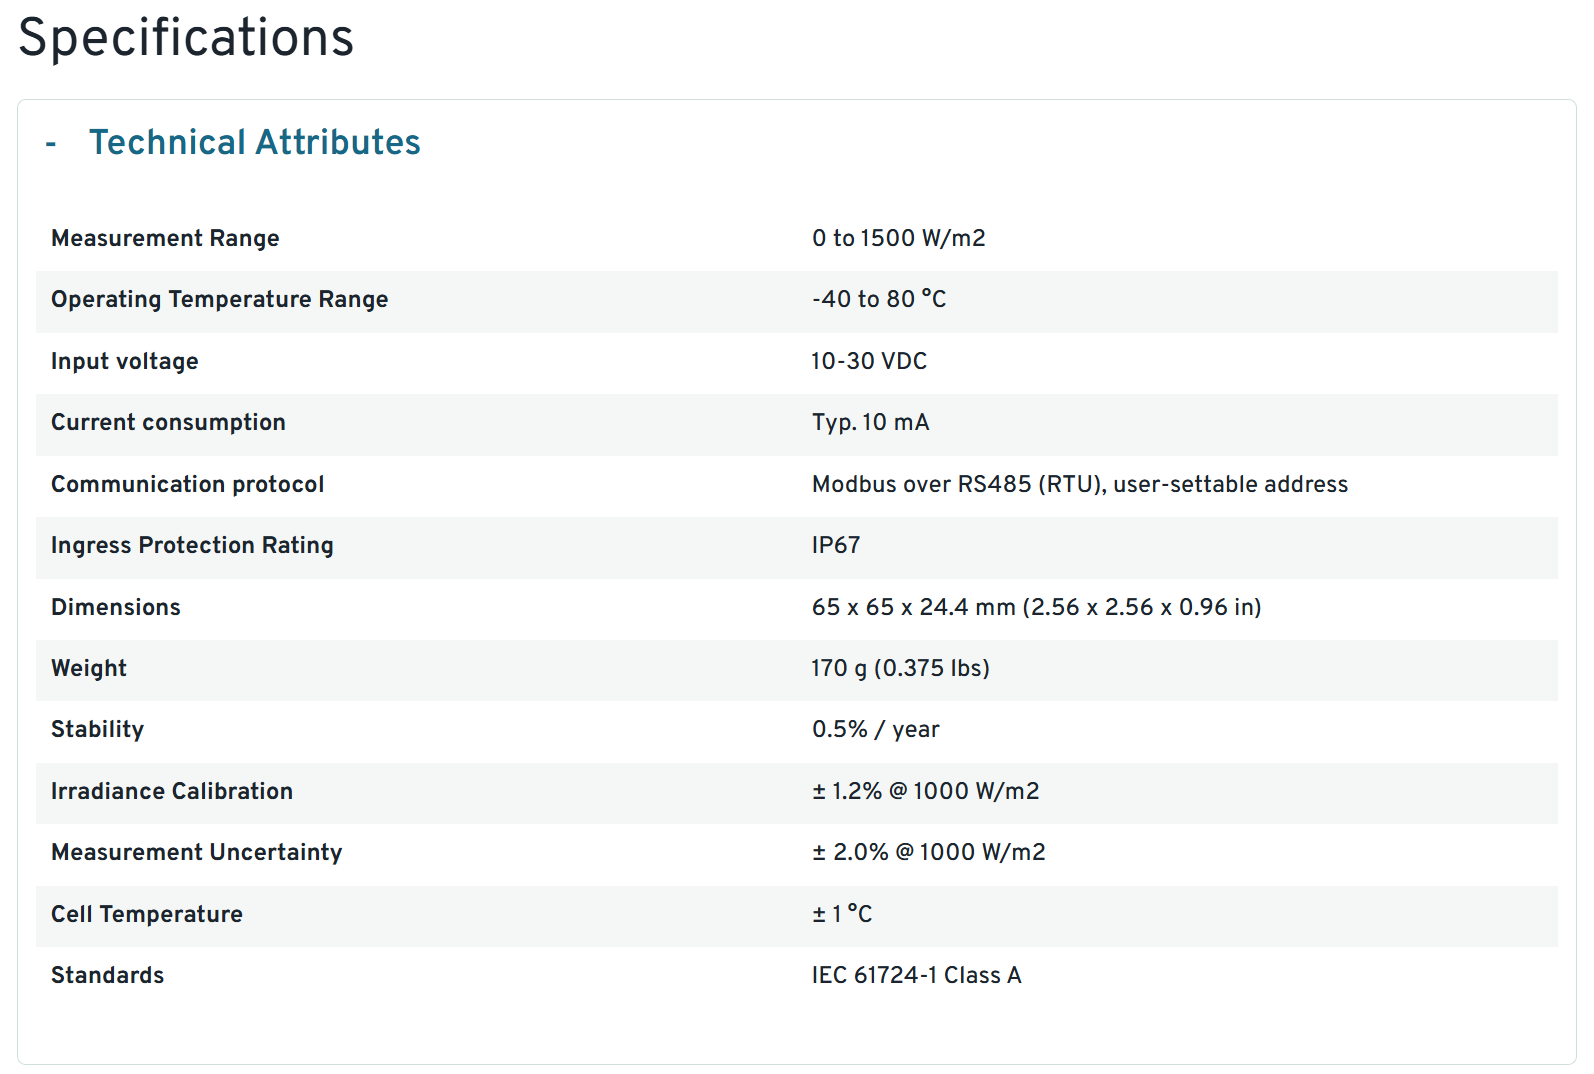 Specifications
- Technical Attributes
Measurement Range 0 to 1500 W/m2
Operating Temperature Range -40 to 80 °C
Input voltage 10-30 VDC
Current consumption Typ. 10 mA
Communication protocol Modbus over RS485 (RTU), user-settable address
Ingress Protection Rating IP67
Dimensions 65 x 65 x 24.4 mm (2.56 x 2.56 x 0.96 in)
Weight 170 g (0.375 lbs)
Stability 0.5% / year
Irradiance Calibration ± 1.2% @ 1000 W/m2
Measurement Uncertainty ± 2.0% @ 1000 W/m2
Cell Temperature ± 1 °C
Standards IEC 61724-1 Class A